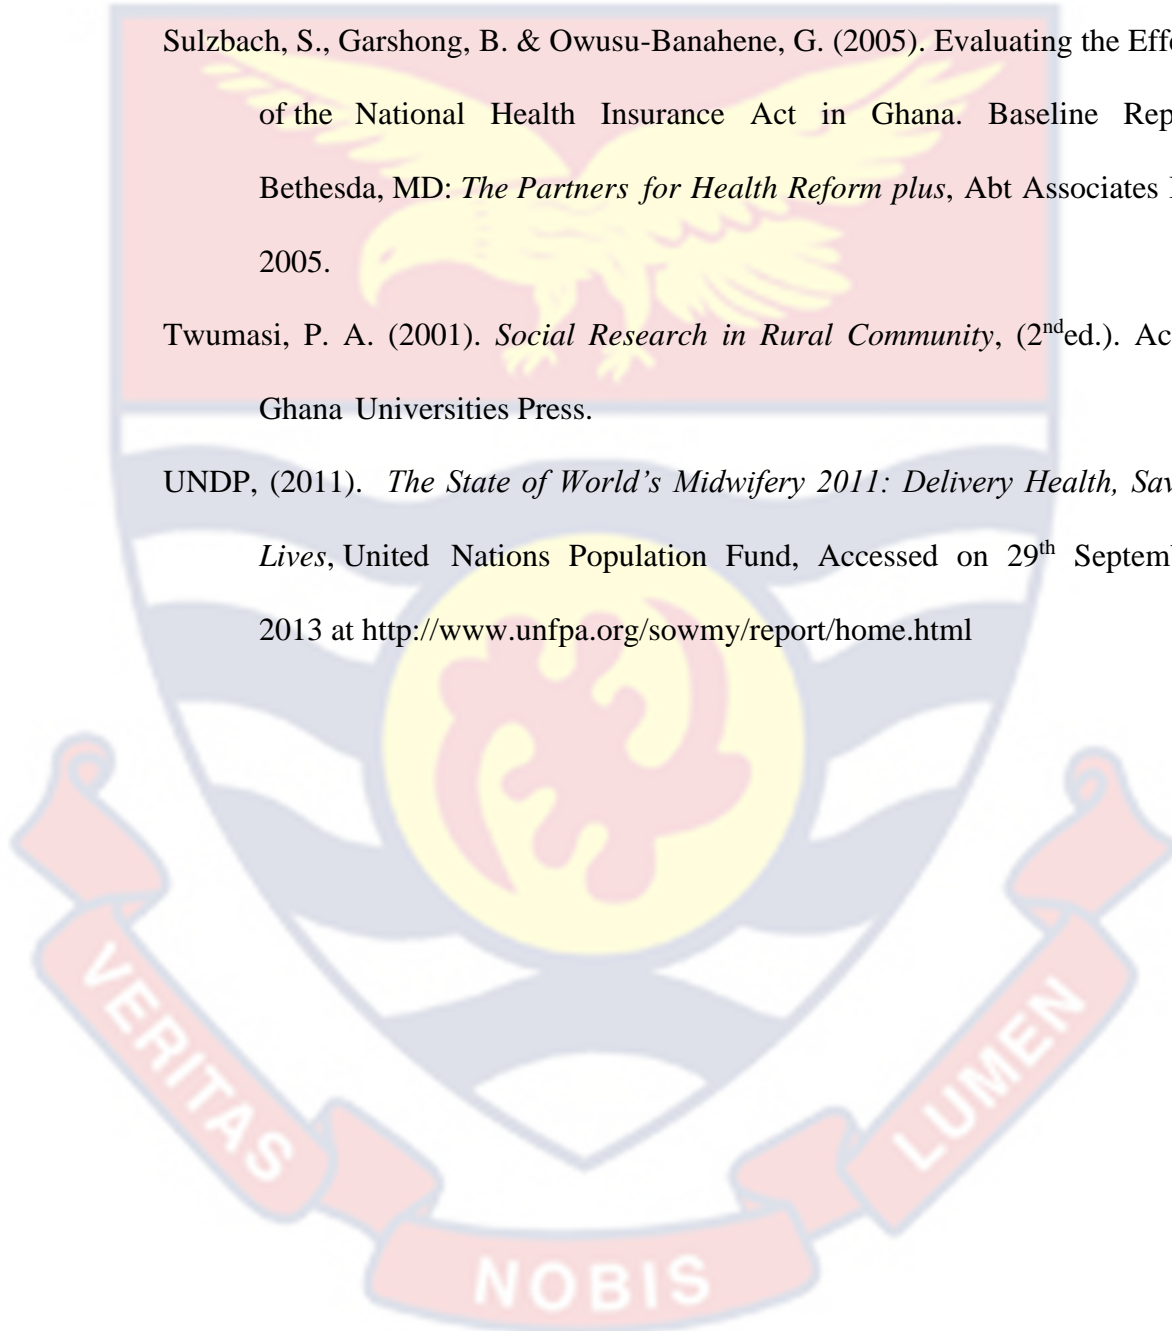 Sulzbach, S., Garshong, B. & Owusu-Banahene, G. (2005). Evaluating the Effe
of the National Health Insurance Act in Ghana. Baseline Rep
Bethesda, MD: The Partners for Health Reform plus, Abt Associates
2005.
Twumasi, P. A. (2001). Social Research in Rural Community, (2nded.). Ac
Ghana Universities Press.
UNDP, (2011). The State of World’s Midwifery 2011: Delivery Health, Sav
Lives, United Nations Population Fund, Accessed on 29th Septem
2013 at http://www.unfpa.org/sowmy/report/home.html
VERITAS
NOBIS
LUMEN